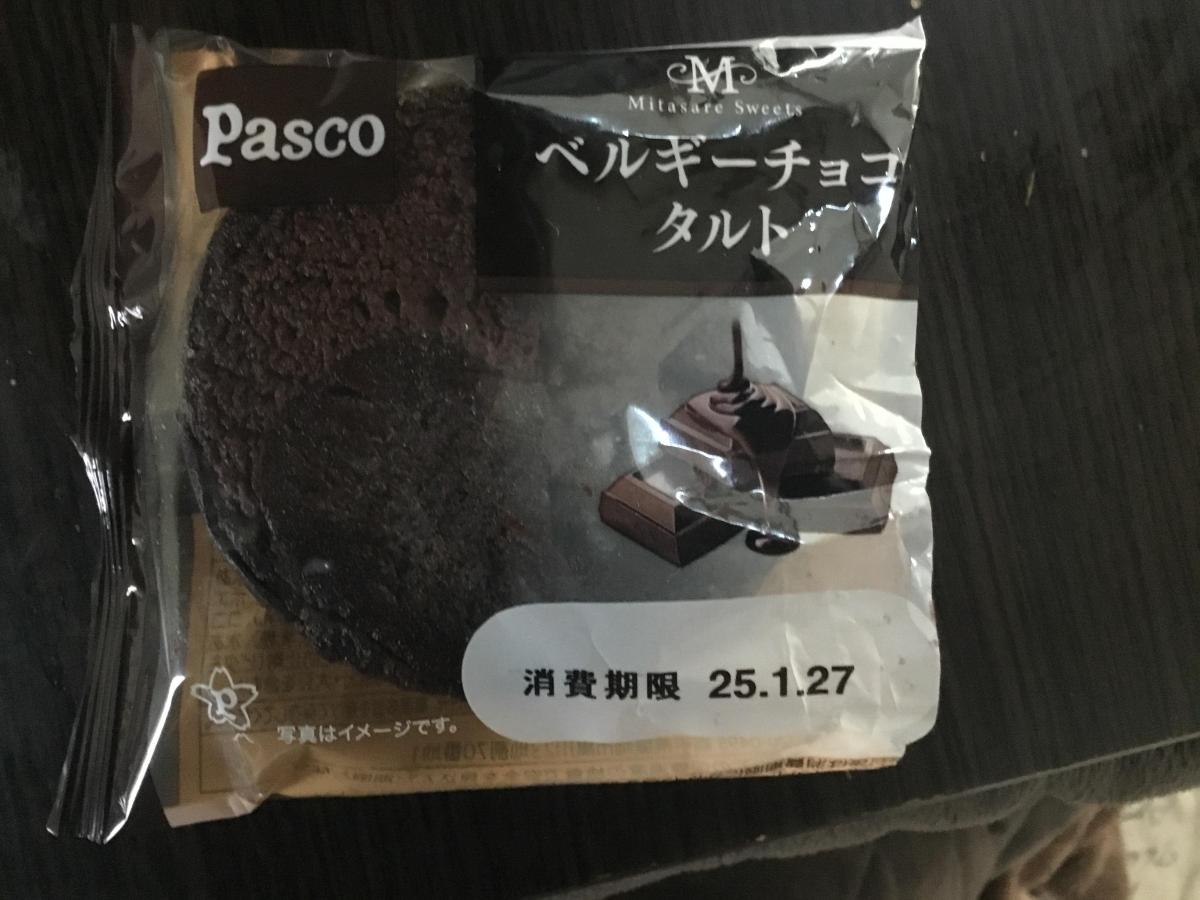 Pasco
M
Mitasare Sweets
ベルギーチョコ
タルト
消費期限 25.1.27
写真はイメージです。